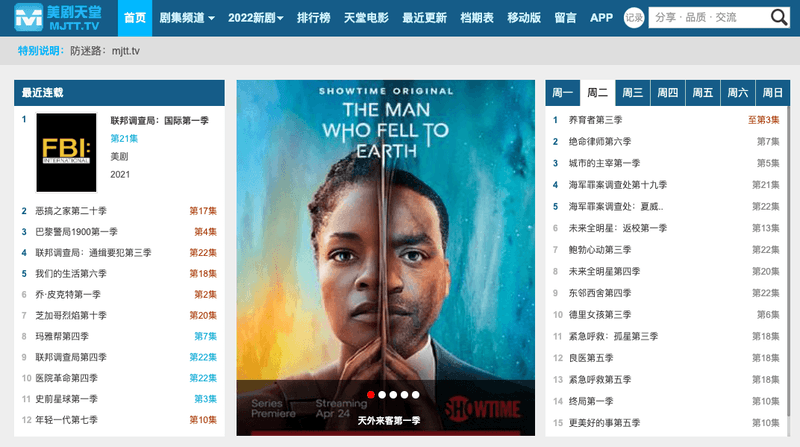 美剧天堂
MJTT.TV
首页 剧集频道 2022新剧 排行榜 天堂电影 最近更新 档期表 移动版 留言 APP 记录 分享 · 品质 · 交流
特别说明： 防迷路：mjtt.tv
最近连载
1 联邦调查局：国际第一季
第21集
美剧
2021
FBI:
INTERNATIONAL
2 恶搞之家第二十季 第17集
3 巴黎警局1900第一季 第4集
4 联邦调查局：通缉要犯第三季 第22集
5 我们的生活第六季 第18集
6 乔·皮克特第一季 第2集
7 芝加哥烈焰第十季 第20集
8 玛雅帮第四季 第7集
9 联邦调查局第四季 第22集
10 医院革命第四季 第22集
11 史前星球第一季 第3集
12 年轻一代第七季 第10集
SHOWTIME ORIGINAL
THE MAN
WHO FELL TO
EARTH
Series
Premiere
Streaming
Apr 24
SHOWTIME
天外来客第一季
周一 周二 周三 周四 周五 周六 周日
1 养育者第三季 至第3集
2 绝命律师第六季 第7集
3 城市的主宰第一季 第5集
4 海军罪案调查处第十九季 第21集
5 海军罪案调查处：夏威.. 第22集
6 未来全明星：返校第一季 第13集
7 鲍勃心动第三季 第22集
8 未来全明星第四季 第20集
9 东邻西舍第四季 第22集
10 德里女孩第三季 第6集
11 紧急呼救：孤星第三季 第18集
12 良医第五季 第18集
13 紧急呼救第五季 第18集
14 终局第一季 第10集
15 更美好的事第五季 第10集